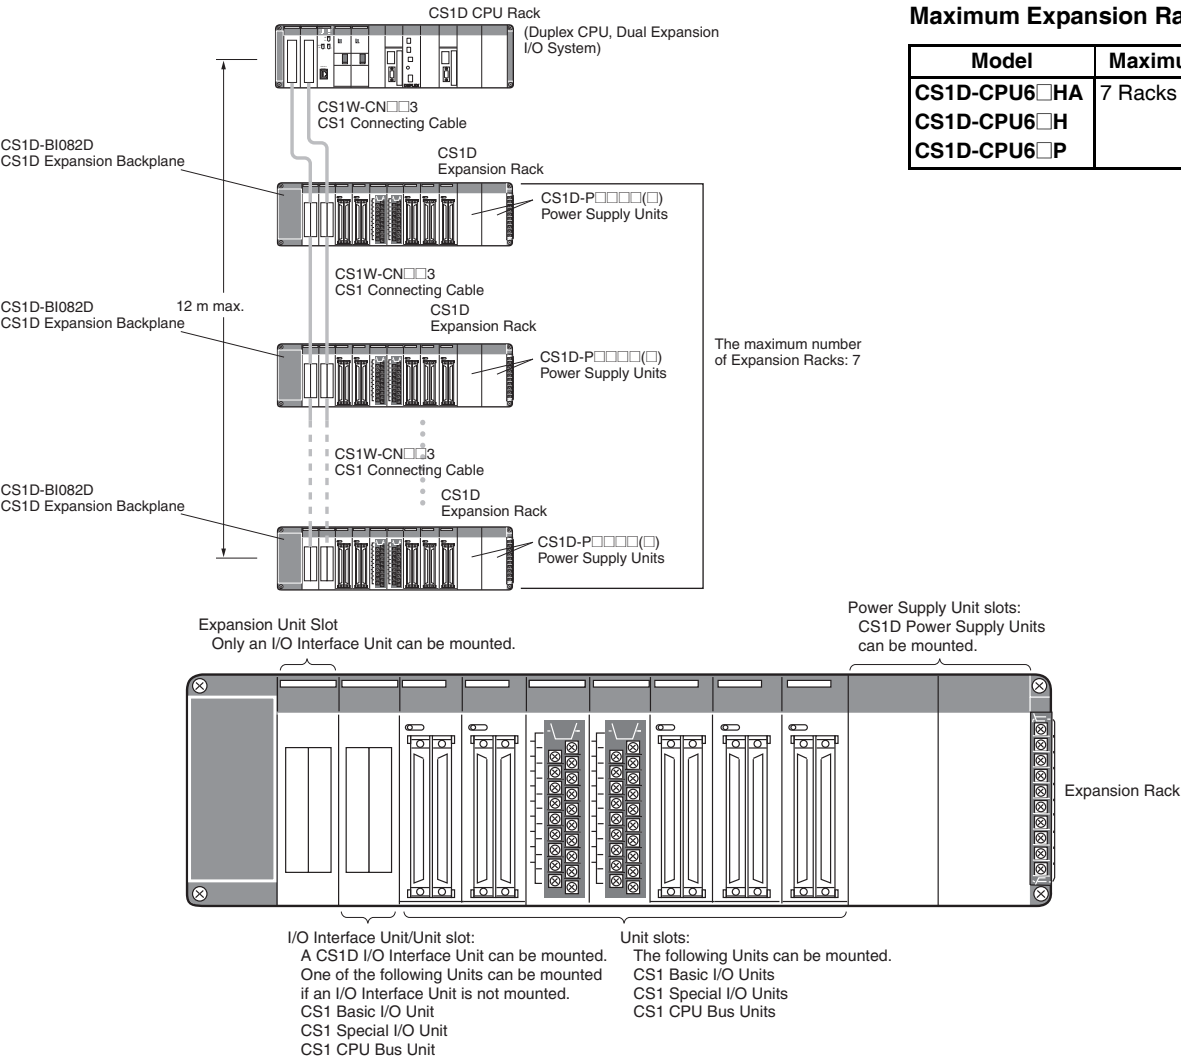 CS1D CPU Rack
(Duplex CPU, Dual Expansion
I/O System)
CS1W-CN□□3
CS1 Connecting Cable
CS1D-BI082D
CS1D Expansion Backplane
CS1D
Expansion Rack
CS1D-P□□□□(□)
Power Supply Units
CS1W-CN□□3
CS1 Connecting Cable
CS1D-BI082D
CS1D Expansion Backplane
12 m max.
CS1D
Expansion Rack
CS1D-P□□□□(□)
Power Supply Units
The maximum number
of Expansion Racks: 7
CS1W-CN□□3
CS1 Connecting Cable
CS1D-BI082D
CS1D Expansion Backplane
CS1D
Expansion Rack
CS1D-P□□□□(□)
Power Supply Units
Maximum Expansion Ra
Model Maximu
CS1D-CPU6□HA 7 Racks
CS1D-CPU6□H
CS1D-CPU6□P
Expansion Unit Slot
Only an I/O Interface Unit can be mounted.
Power Supply Unit slots:
CS1D Power Supply Units
can be mounted.
Expansion Rack
I/O Interface Unit/Unit slot:
A CS1D I/O Interface Unit can be mounted.
One of the following Units can be mounted
if an I/O Interface Unit is not mounted.
CS1 Basic I/O Unit
CS1 Special I/O Unit
CS1 CPU Bus Unit
Unit slots:
The following Units can be mounted.
CS1 Basic I/O Units
CS1 Special I/O Units
CS1 CPU Bus Units